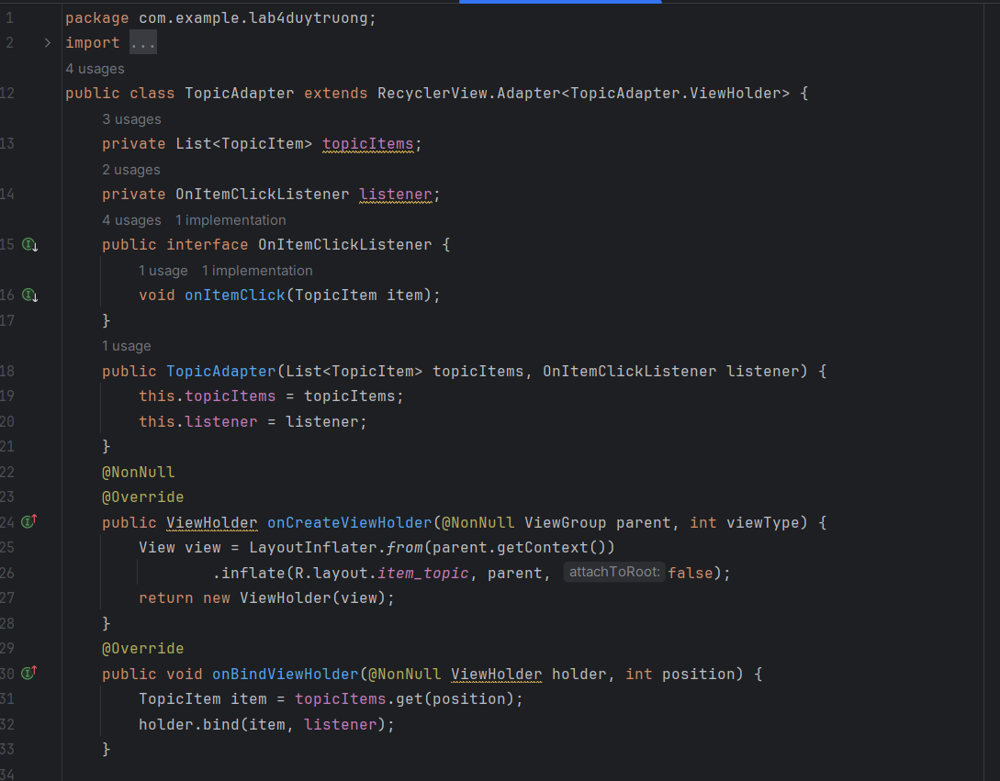 1 package com.example.lab4duytruong;
2 import ...
4 usages
12 public class TopicAdapter extends RecyclerView.Adapter<TopicAdapter.ViewHolder> {
3 usages
13 private List<TopicItem> topicItems;
2 usages
14 private OnItemClickListener listener;
4 usages 1 implementation
15 public interface OnItemClickListener {
1 usage 1 implementation
16 void onItemClick(TopicItem item);
17 }
1 usage
18 public TopicAdapter(List<TopicItem> topicItems, OnItemClickListener listener) {
19 this.topicItems = topicItems;
20 this.listener = listener;
21 }
22 @NonNull
23 @Override
24 public ViewHolder onCreateViewHolder(@NonNull ViewGroup parent, int viewType) {
25 View view = LayoutInflater.from(parent.getContext())
26 .inflate(R.layout.item_topic, parent, attachToRoot: false);
27 return new ViewHolder(view);
28 }
29 @Override
30 public void onBindViewHolder(@NonNull ViewHolder holder, int position) {
31 TopicItem item = topicItems.get(position);
32 holder.bind(item, listener);
33 }
34